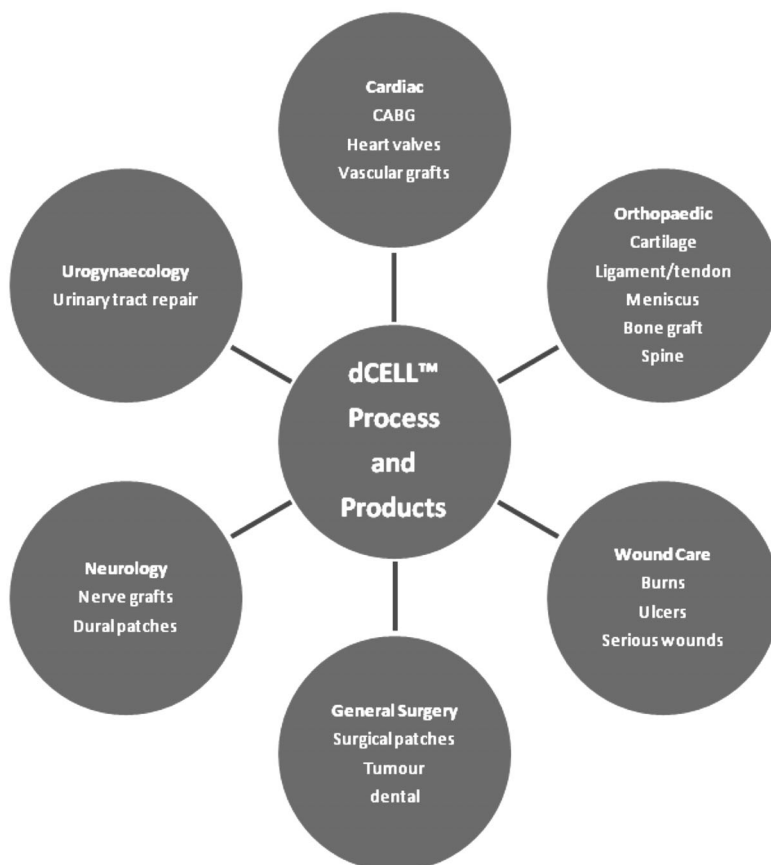 Cardiac
CABG
Heart valves
Vascular grafts
Orthopaedic
Cartilage
Ligament/tendon
Meniscus
Bone graft
Spine
Urogynaecology
Urinary tract repair
dCELL™
Process
and
Products
Neurology
Nerve grafts
Dural patches
Wound Care
Burns
Ulcers
Serious wounds
General Surgery
Surgical patches
Tumour
dental